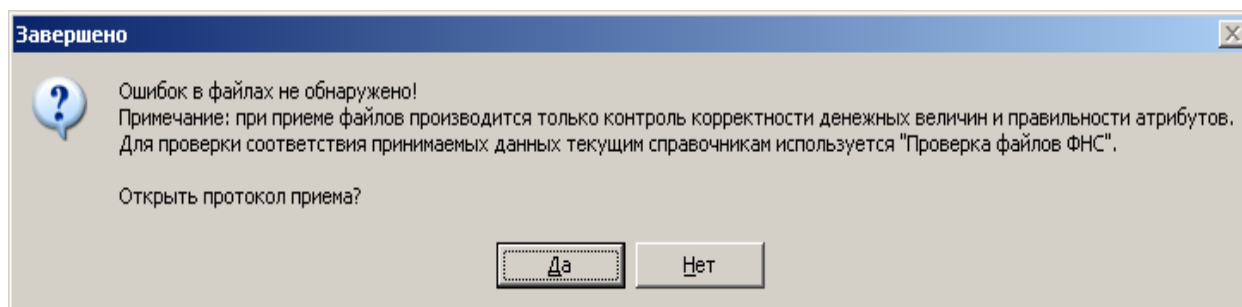 Завершено
Ошибок в файлах не обнаружено!
Примечание: при приеме файлов производится только контроль корректности денежных величин и правильности атрибутов.
Для проверки соответствия принимаемых данных текущим справочникам используется "Проверка файлов ФНС".
Открыть протокол приема?
Да
Нет